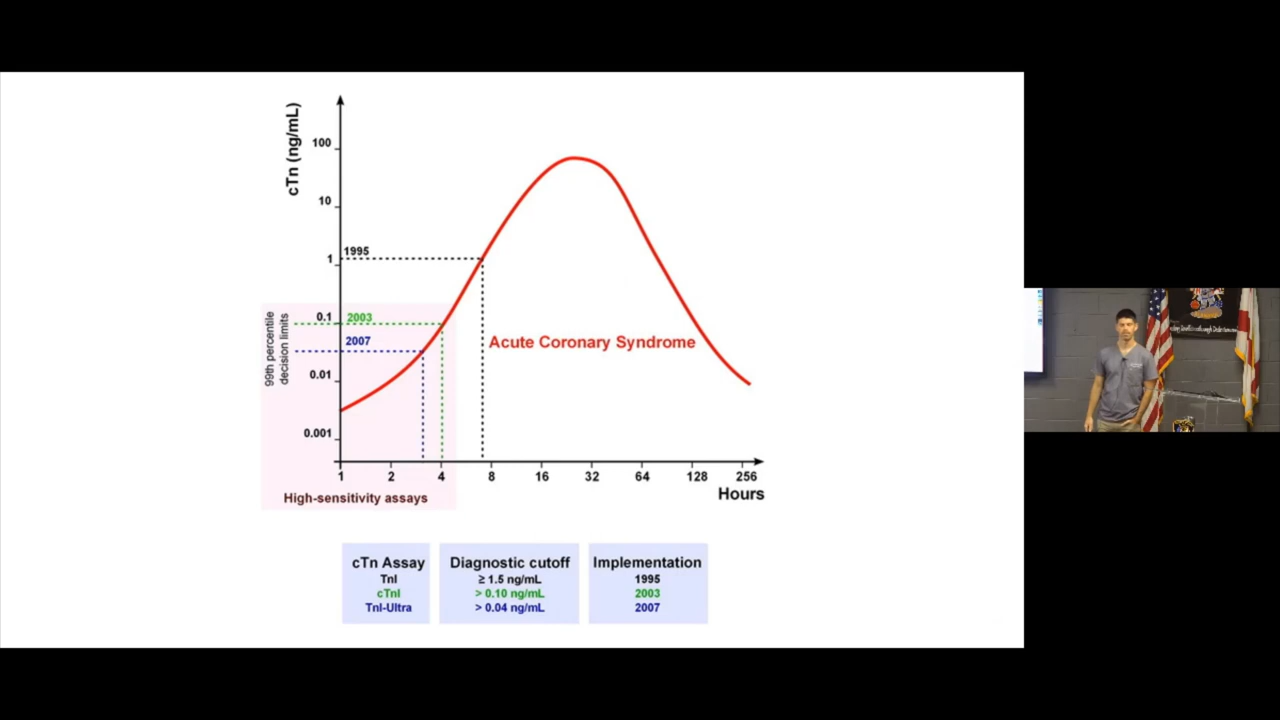 cTn (ng/mL)
100
10
1995
1
0.1
2003
2007
99th percentile
decision limits
Acute Coronary Syndrome
0.01
0.001
1 2 4 8 16 32 64 128 256
Hours
High-sensitivity assays
cTn Assay Diagnostic cutoff Implementation
TnI ≥ 1.5 ng/mL 1995
cTnI > 0.10 ng/mL 2003
TnI-Ultra > 0.04 ng/mL 2007